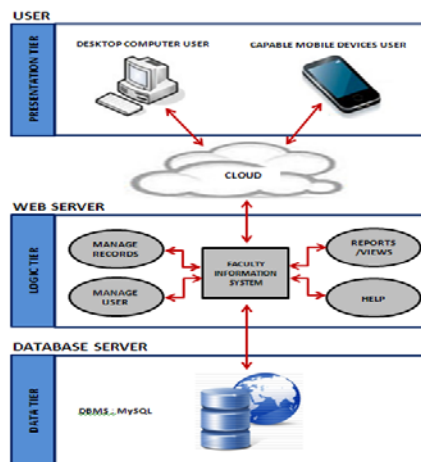 USER
PRESENTATION TIER
DESKTOP COMPUTER USER
CAPABLE MOBILE DEVICES USER
CLOUD
WEB SERVER
LOGIC TIER
MANAGE
RECORDS
MANAGE
USER
FACULTY
INFORMATION
SYSTEM
REPORTS
/VIEWS
HELP
DATABASE SERVER
DATA TIER
DBMS : MySQL